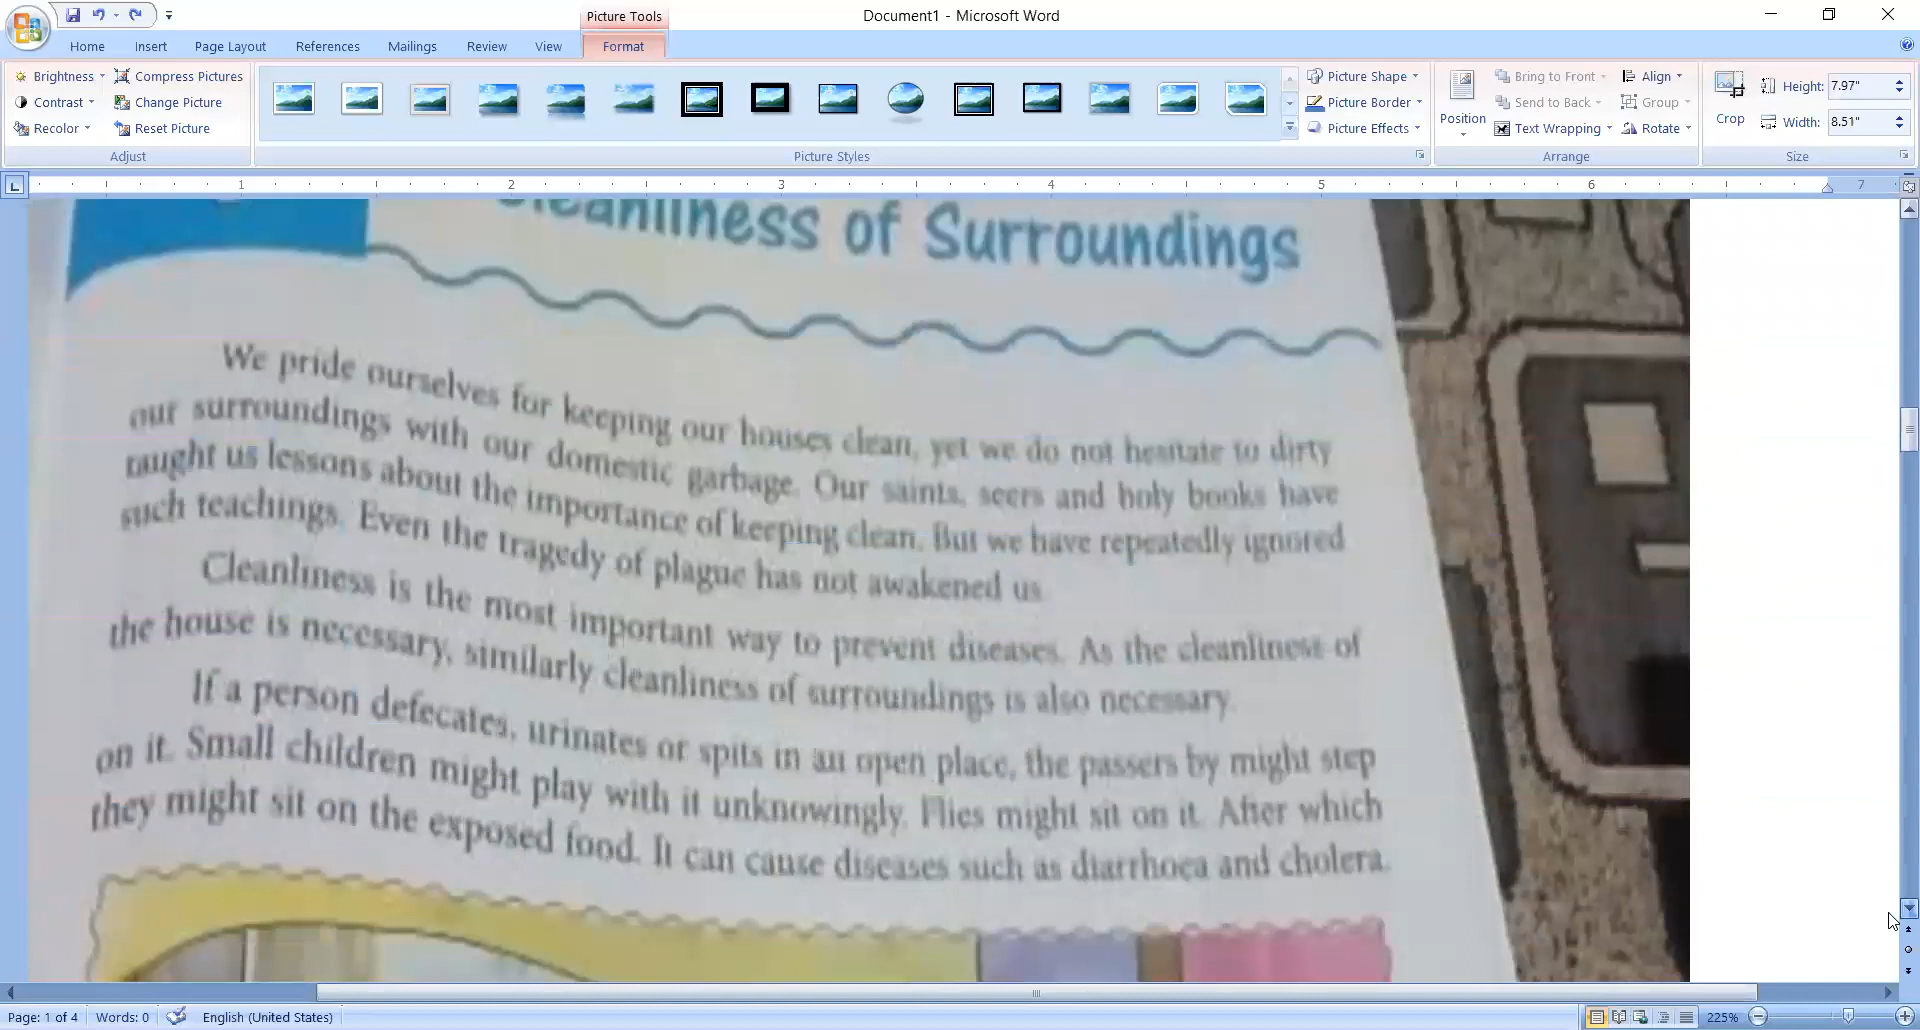 Picture Tools
Document1 - Microsoft Word
Home Insert Page Layout References Mailings Review View Format
Brightness Compress Pictures
Contrast Change Picture
Recolor Reset Picture
Adjust
Picture Styles
Picture Shape
Picture Border
Picture Effects
Position
Bring to Front Align
Send to Back Group
Text Wrapping Rotate
Arrange
Crop
Height: 7.97"
Width: 8.51"
Size
1 2 3 4 5 6 7
Cleanliness of Surroundings
We pride ourselves for keeping our houses clean, yet we do not hesitate to dirty
our surroundings with our domestic garbage. Our saints, seers and holy books have
taught us lessons about the importance of keeping clean. But we have repeatedly ignored
such teachings. Even the tragedy of plague has not awakened us.
Cleanliness is the most important way to prevent diseases. As the cleanliness of
the house is necessary, similarly cleanliness of surroundings is also necessary.
If a person defecates, urinates or spits in an open place, the passers by might step
on it. Small children might play with it unknowingly. Flies might sit on it. After which
they might sit on the exposed food. It can cause diseases such as diarrhoea and cholera.
Page: 1 of 4 Words: 0 English (United States) 225%